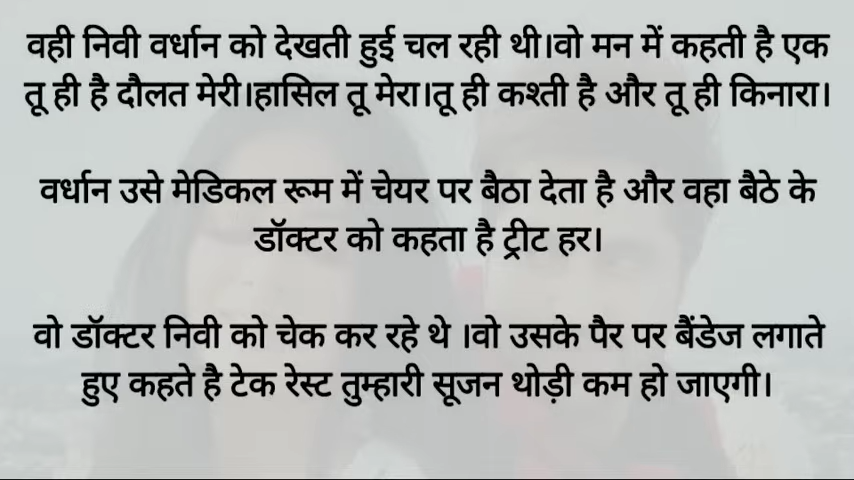 वही निवी वर्धान को देखती हुई चल रही थी।वो मन में कहती है एक
तू ही है दौलत मेरी।हासिल तू मेरा।तू ही कश्ती है और तू ही किनारा।
वर्धान उसे मेडिकल रूम में चेयर पर बैठा देता है और वहा बैठे के
डॉक्टर को कहता है ट्रीट हर।
वो डॉक्टर निवी को चेक कर रहे थे ।वो उसके पैर पर बैंडेज लगाते
हुए कहते है टेक रेस्ट तुम्हारी सूजन थोड़ी कम हो जाएगी।